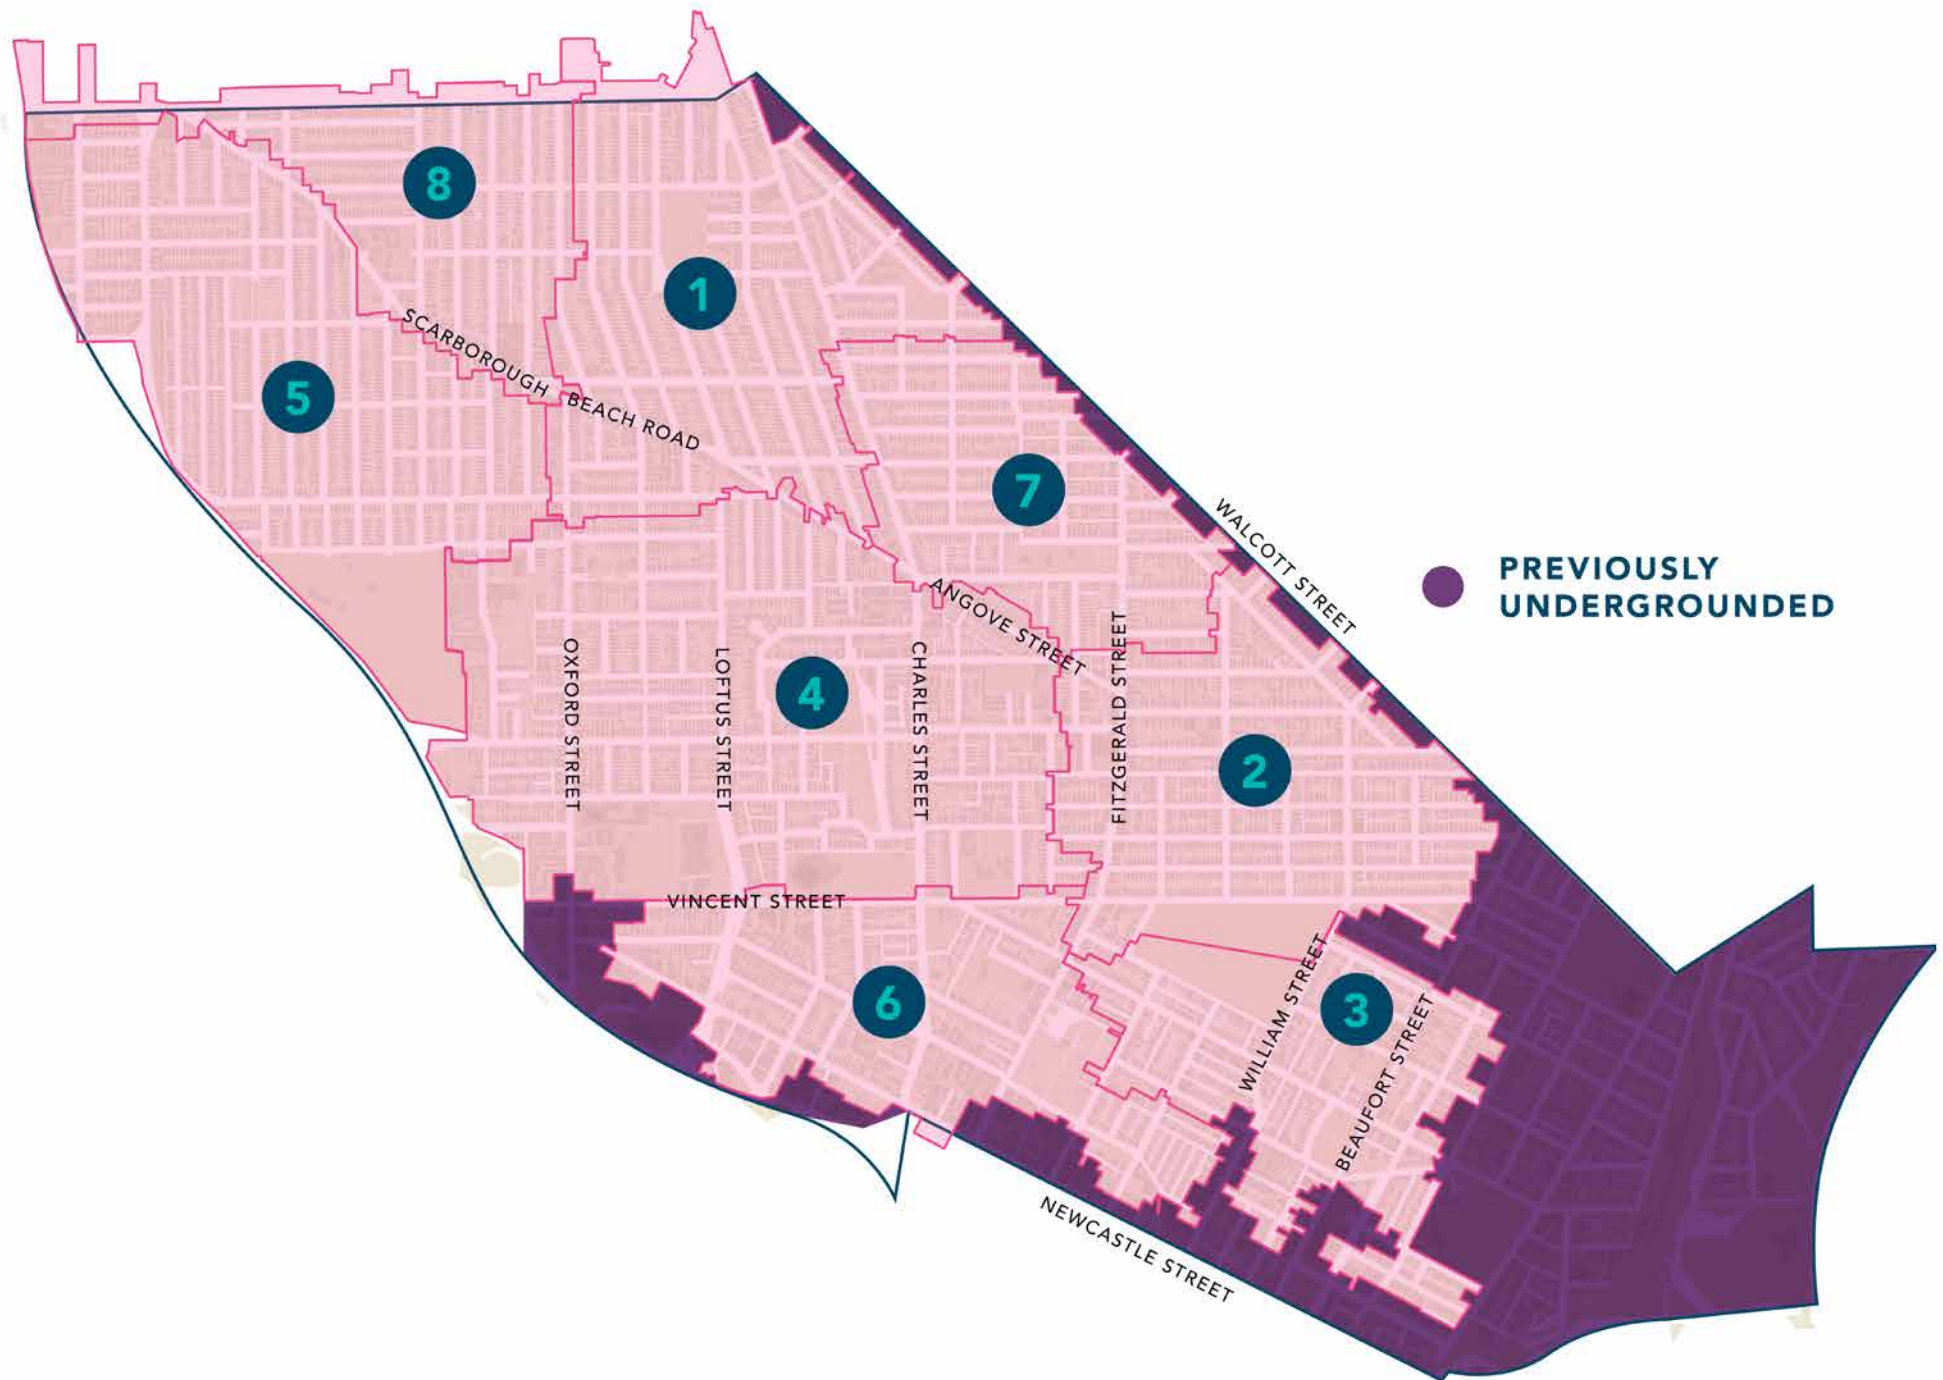 8
1
SCARBOROUGH BEACH ROAD
5
7
WALCOTT STREET
PREVIOUSLY
UNDERGROUNDED
ANGOVE STREET
OXFORD STREET
LOFTUS STREET
4
CHARLES STREET
FITZGERALD STREET
2
VINCENT STREET
6
WILLIAM STREET
3
BEAUFORT STREET
NEWCASTLE STREET